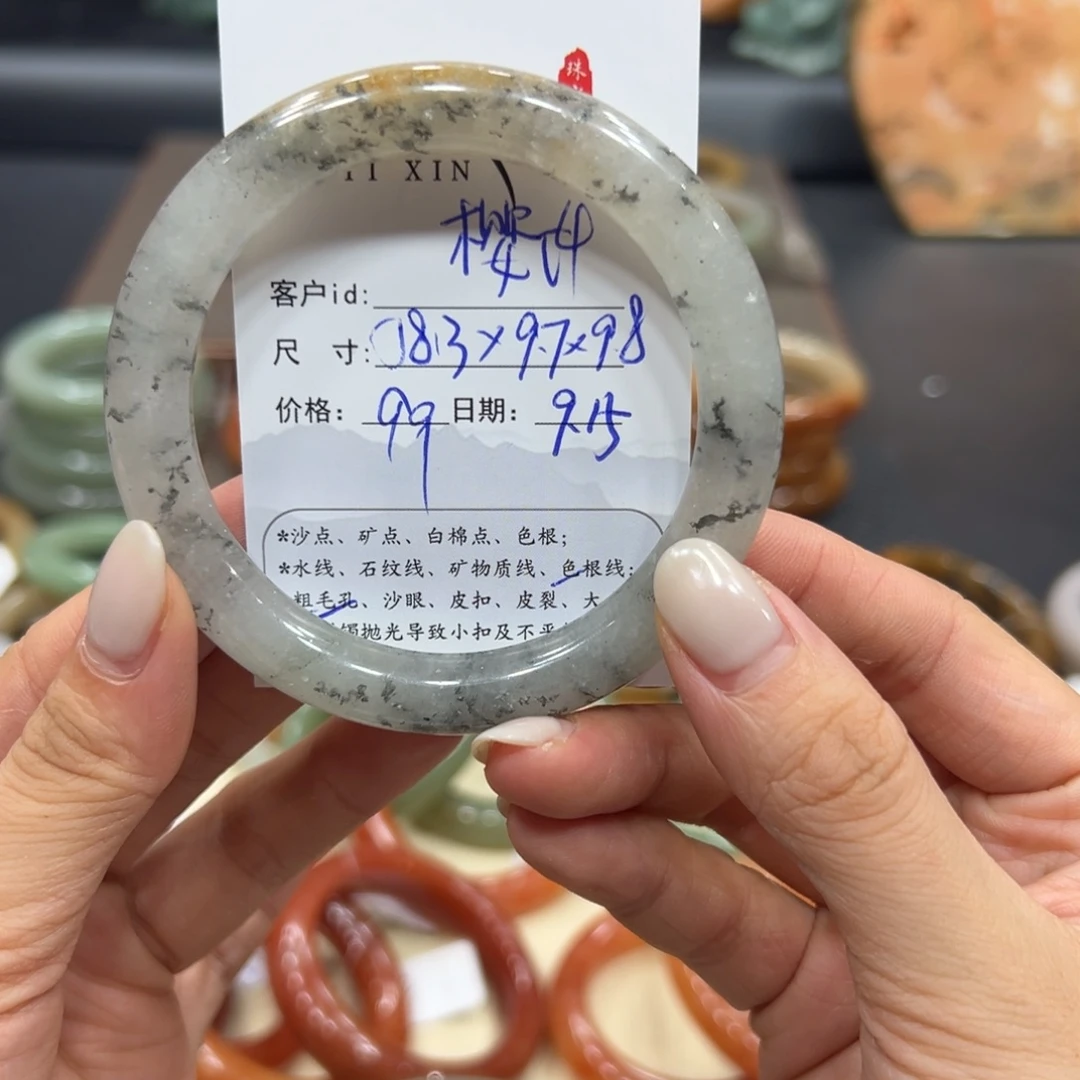 珠
YI XIN
客户id:
尺 寸: 58.3×9.7×9.8
价格: 99 日期: 9.15
*沙点、矿点、白棉点、色根;
*水线、石纹线、矿物质线、色根线;
粗毛孔、沙眼、皮扣、皮裂、大
抛光导致小扣及不平